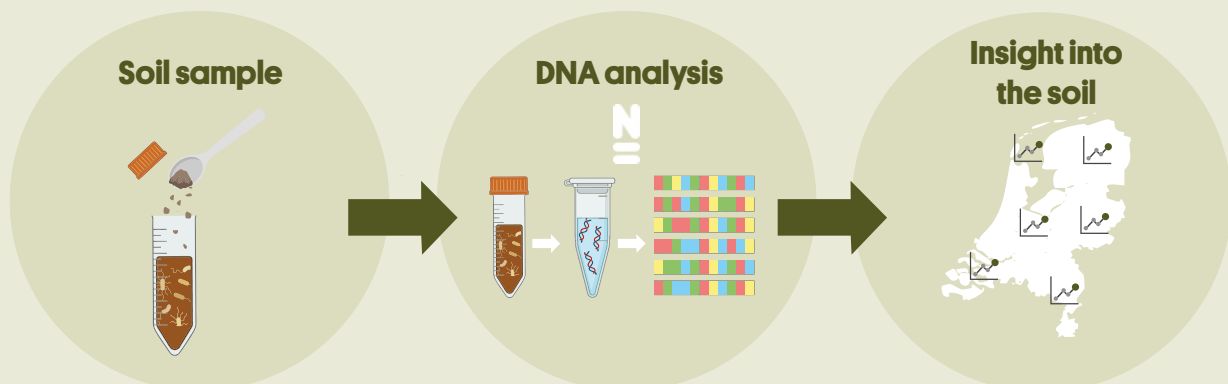 Soil sample
DNA analysis
N
Insight into
the soil